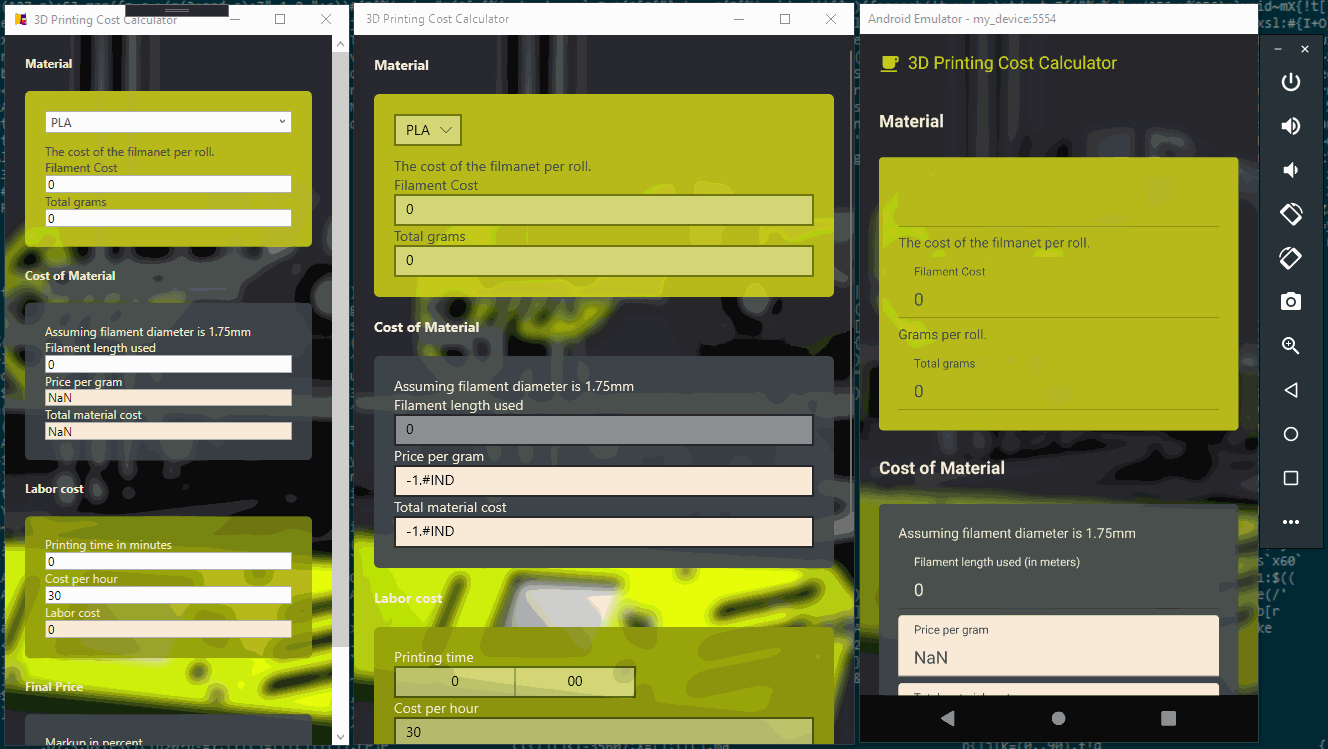 3D Printing Cost Calculator
Material
PLA
The cost of the filmanet per roll.
Filament Cost
0
Total grams
0
Cost of Material
Assuming filament diameter is 1.75mm
Filament length used
0
Price per gram
NaN
Total material cost
NaN
Labor cost
Printing time in minutes
0
Cost per hour
30
Labor cost
0
Final Price
Markup in percent
3D Printing Cost Calculator
Material
PLA
The cost of the filmanet per roll.
Filament Cost
0
Total grams
0
Cost of Material
Assuming filament diameter is 1.75mm
Filament length used
0
Price per gram
-1.#IND
Total material cost
-1.#IND
Labor cost
Printing time
0 00
Cost per hour
30
Android Emulator - my_device:5554
3D Printing Cost Calculator
Material
The cost of the filmanet per roll.
Filament Cost
0
Grams per roll.
Total grams
0
Cost of Material
Assuming filament diameter is 1.75mm
Filament length used (in meters)
0
Price per gram
NaN